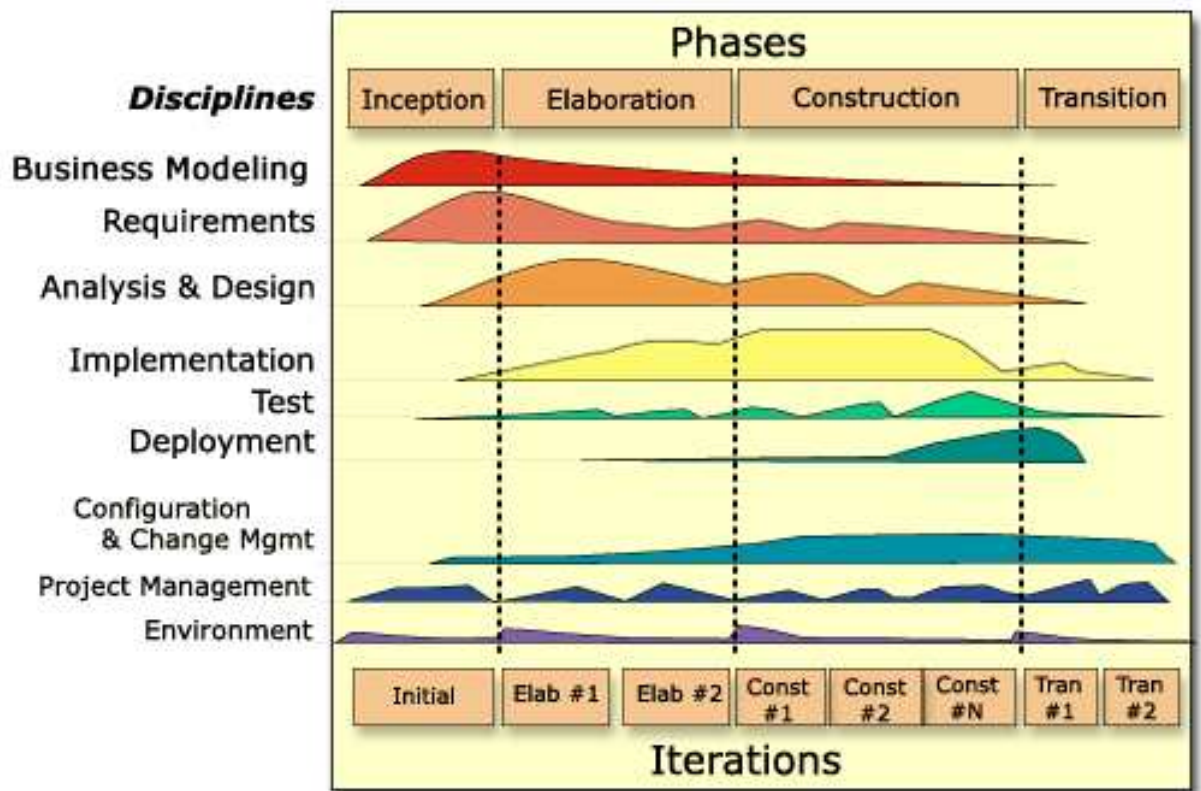 Phases
Disciplines
Inception
Elaboration
Construction
Transition
Business Modeling
Requirements
Analysis & Design
Implementation
Test
Deployment
Configuration
& Change Mgmt
Project Management
Environment
Initial
Elab #1
Elab #2
Const
#1
Const
#2
Const
#N
Tran
#1
Tran
#2
Iterations